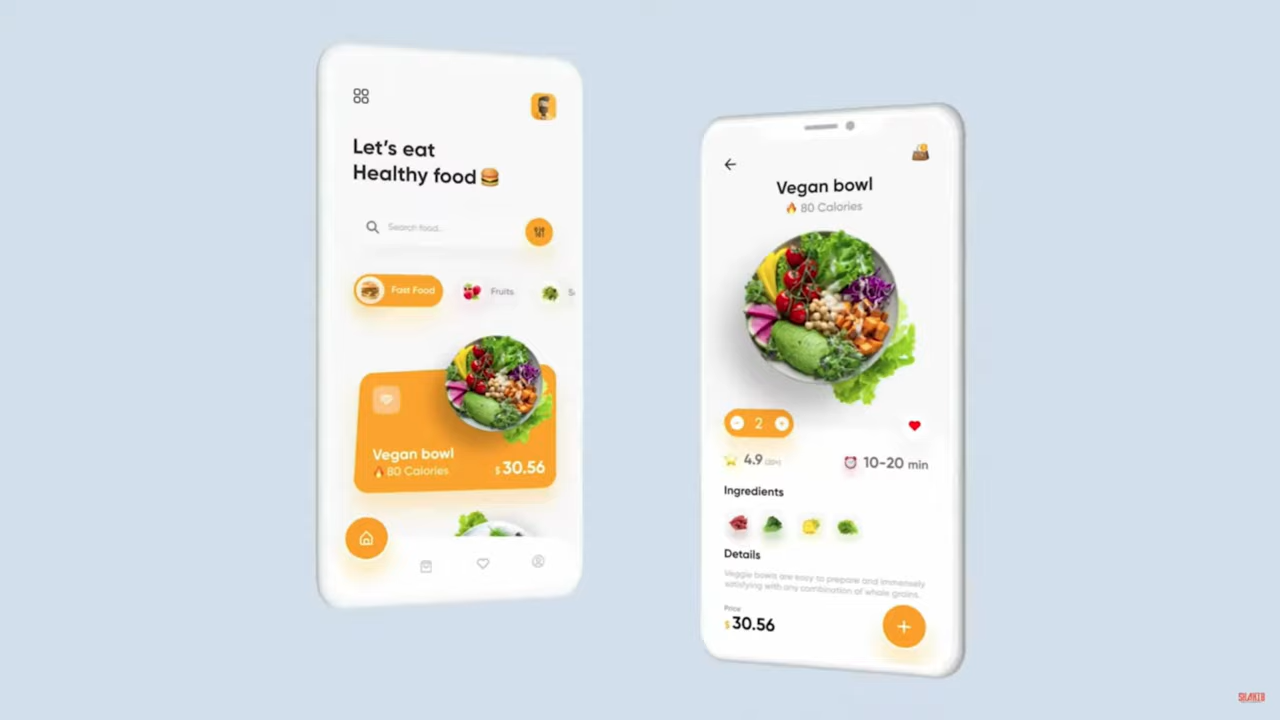 Let's eat
Healthy food
Search food..
Fast Food
Fruits
Vegan bowl
80 Calories
$ 30.56
Vegan bowl
80 Calories
2
4.9
10-20 min
Ingredients
Details
Veggie bowls are easy to prepare and immensely
satisfying with any combination of whole grains.
Price
$ 30.56
SHAKIB